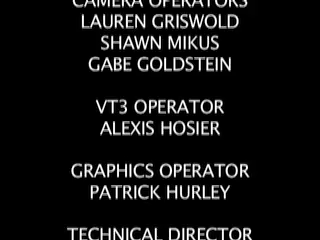 CAMERA OPERATORS
LAUREN GRISWOLD
SHAWN MIKUS
GABE GOLDSTEIN
VT3 OPERATOR
ALEXIS HOSIER
GRAPHICS OPERATOR
PATRICK HURLEY
TECHNICAL DIRECTOR